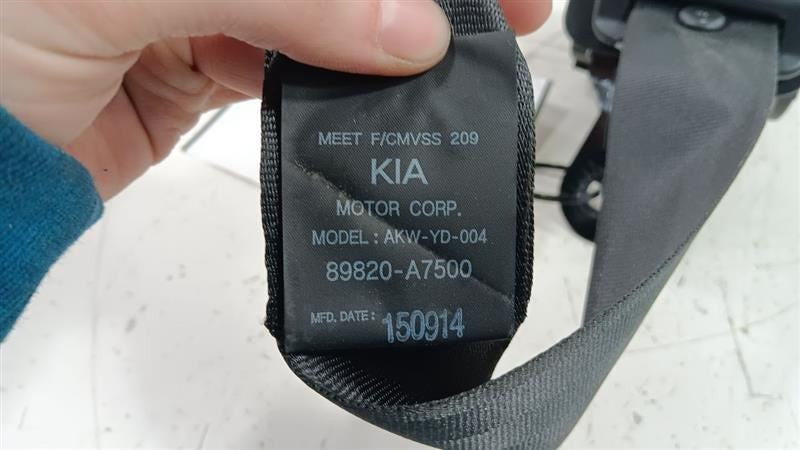 MEET F/CMVSS 209
KIA
MOTOR CORP.
MODEL : AKW-YD-004
89820-A7500
MFD. DATE : 150914